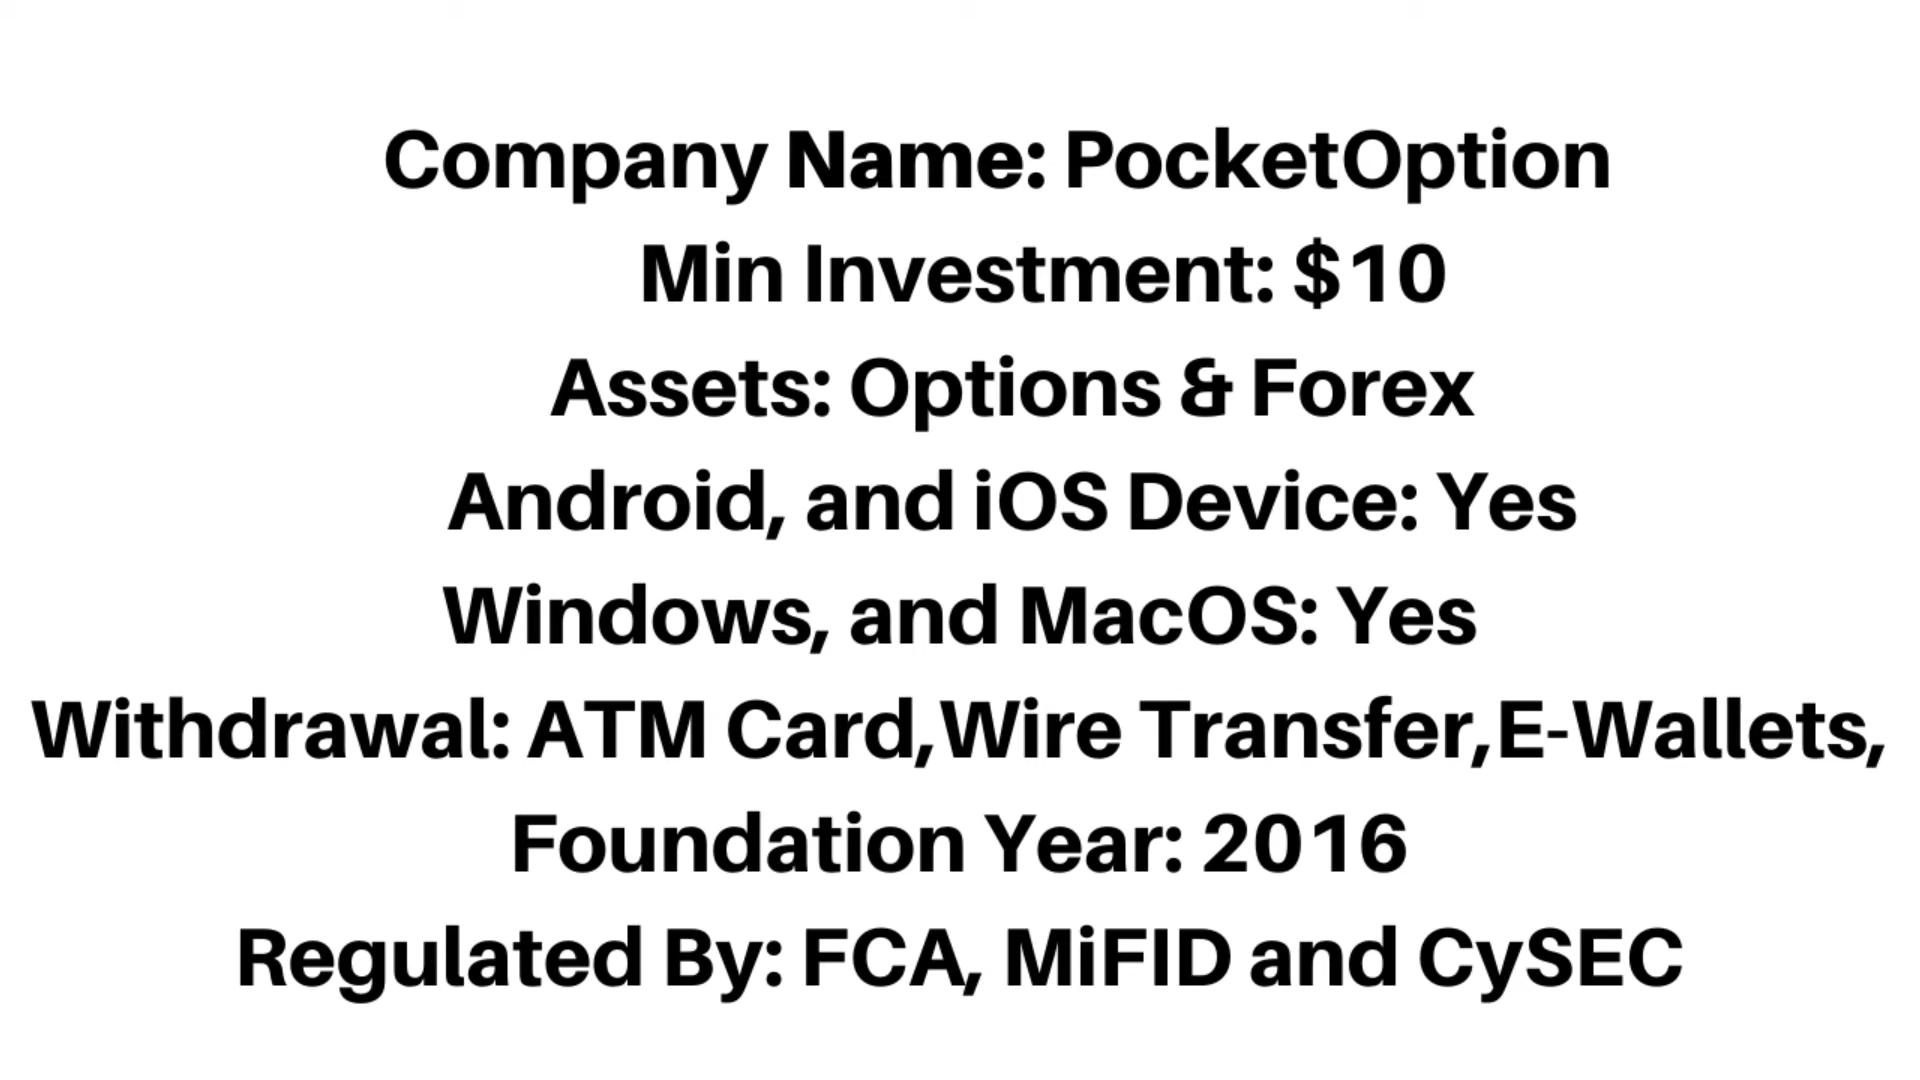 Company Name: PocketOption
Min Investment: $10
Assets: Options & Forex
Android, and iOS Device: Yes
Windows, and MacOS: Yes
Withdrawal: ATM Card,Wire Transfer,E-Wallets,
Foundation Year: 2016
Regulated By: FCA, MiFID and CySEC